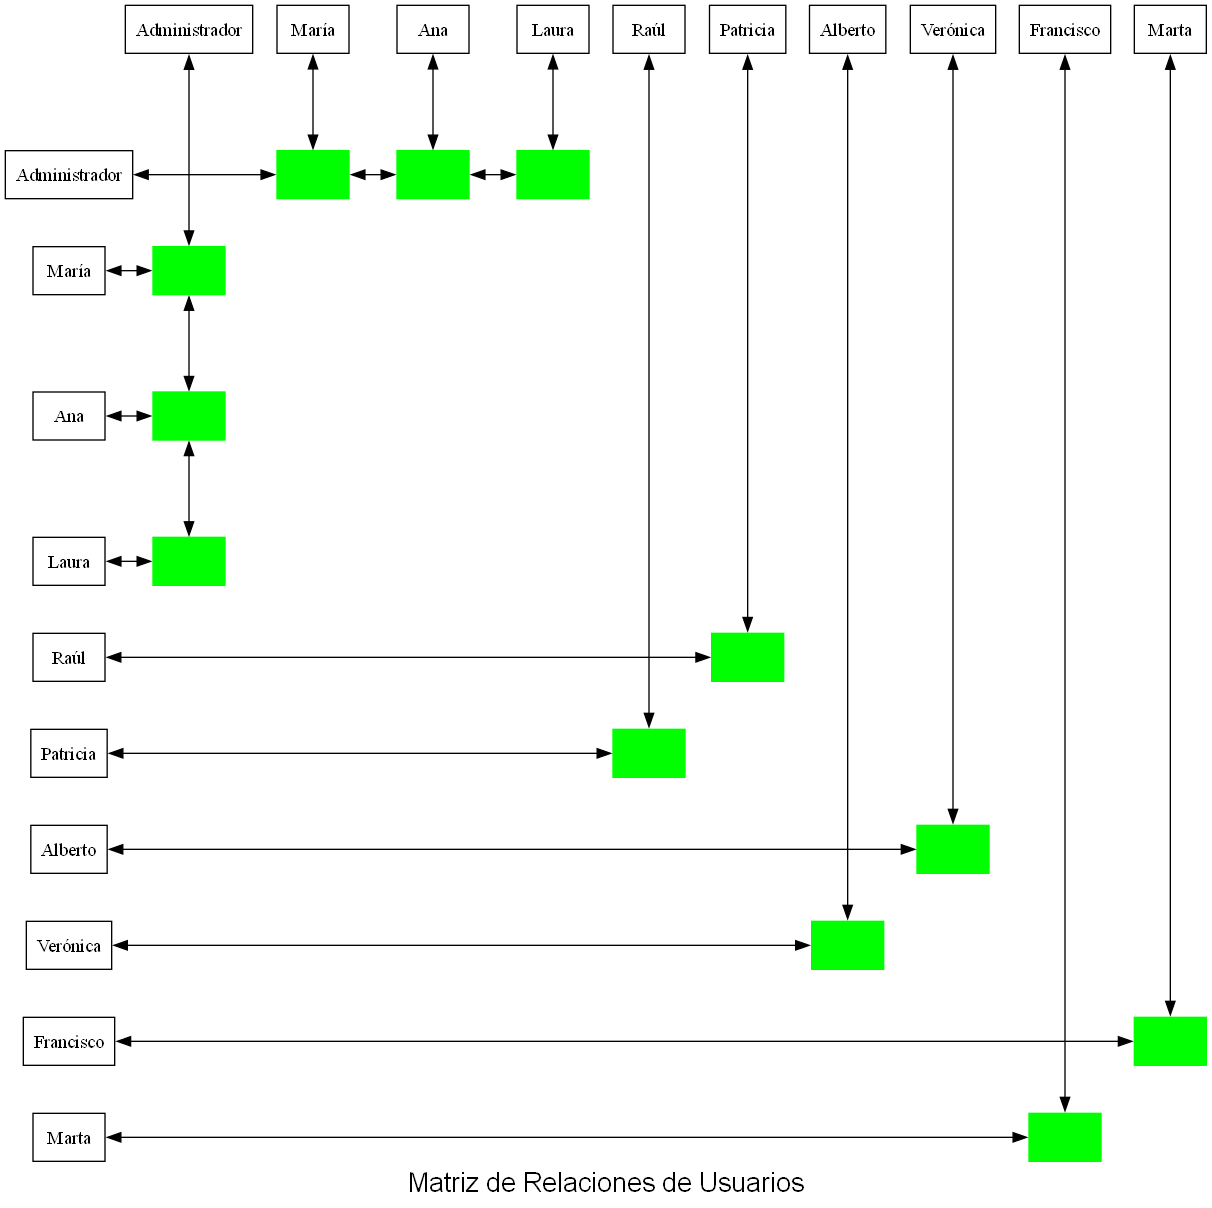 Administrador
María
Ana
Laura
Raúl
Patricia
Alberto
Verónica
Francisco
Marta
Administrador
María
Ana
Laura
Raúl
Patricia
Alberto
Verónica
Francisco
Marta
Matriz de Relaciones de Usuarios